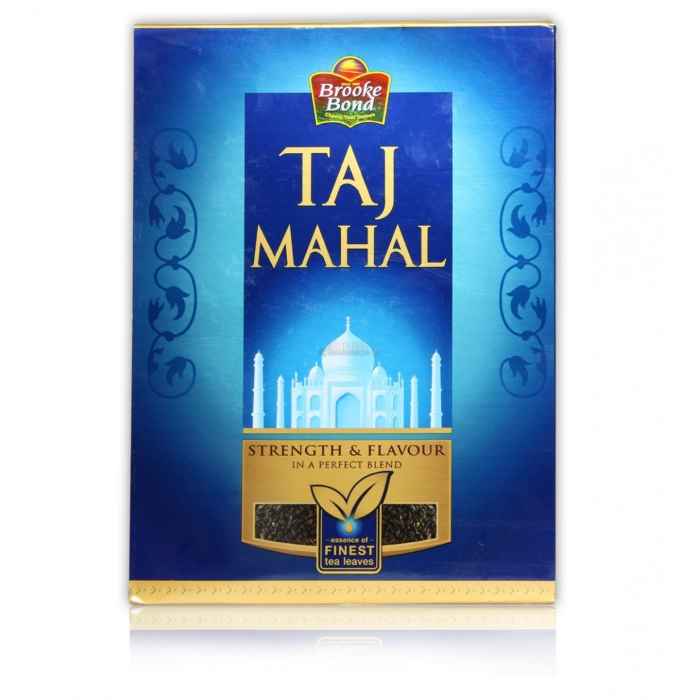 Brooke
Bond
TAJ
MAHAL
STRENGTH & FLAVOUR
IN A PERFECT BLEND
essence of
FINEST
tea leaves